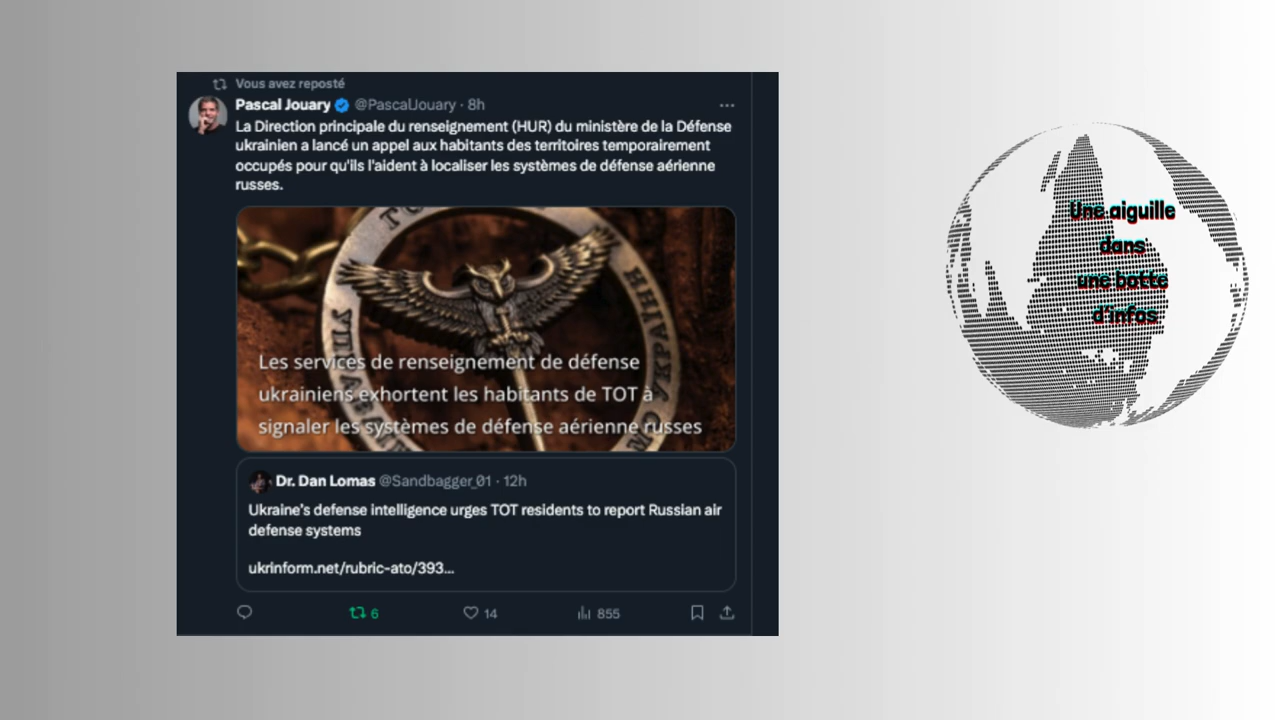 Vous avez reposté
Pascal Jouary @PascalJouary · 8h
La Direction principale du renseignement (HUR) du ministère de la Défense
ukrainien a lancé un appel aux habitants des territoires temporairement
occupés pour qu'ils l'aident à localiser les systèmes de défense aérienne
russes.
Les services de renseignement de défense
ukrainiens exhortent les habitants de TOT à
signaler les systèmes de défense aérienne russes
Dr. Dan Lomas @Sandbagger_01 · 12h
Ukraine's defense intelligence urges TOT residents to report Russian air
defense systems
ukrinform.net/rubric-ato/393...
6 14 855
Une aiguille
dans
une botte
d'infos